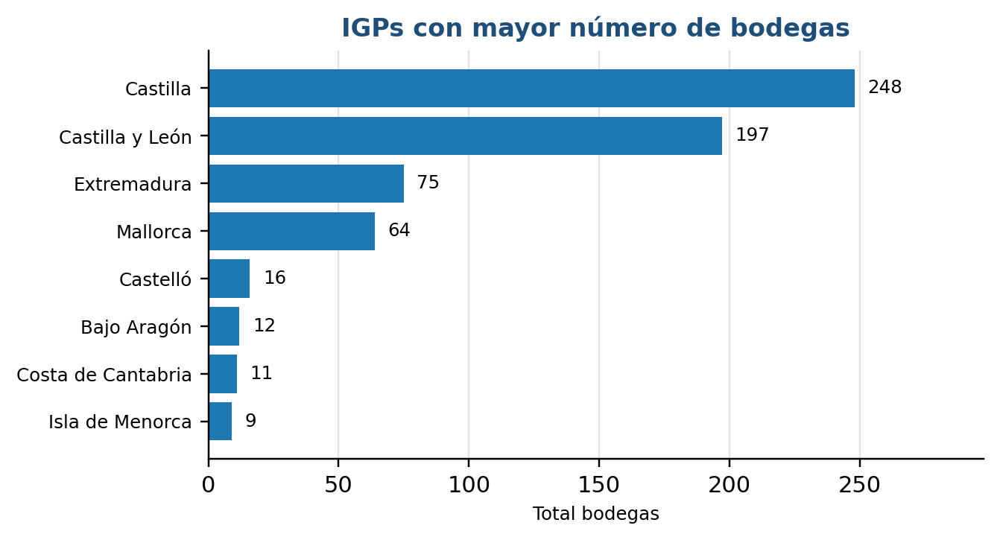 IGPs con mayor número de bodegas
Castilla 248
Castilla y León 197
Extremadura 75
Mallorca 64
Castelló 16
Bajo Aragón 12
Costa de Cantabria 11
Isla de Menorca 9
0 50 100 150 200 250
Total bodegas